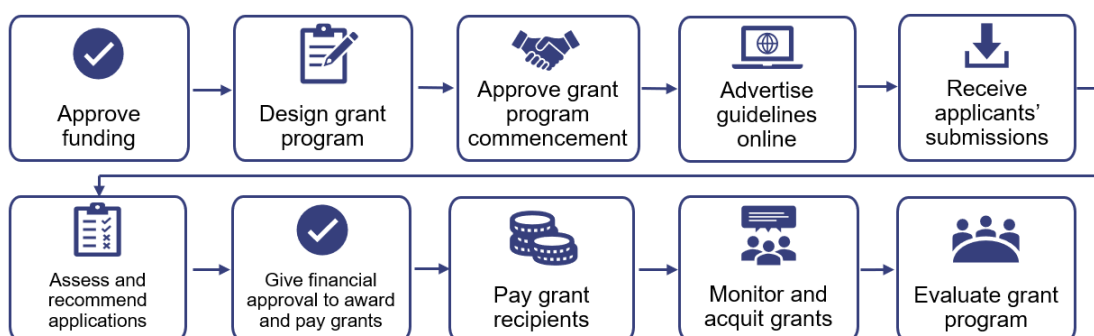 Approve
funding
Design grant
program
Approve grant
program
commencement
Advertise
guidelines
online
Receive
applicants’
submissions
Assess and
recommend
applications
Give financial
approval to award
and pay grants
Pay grant
recipients
Monitor and
acquit grants
Evaluate grant
program